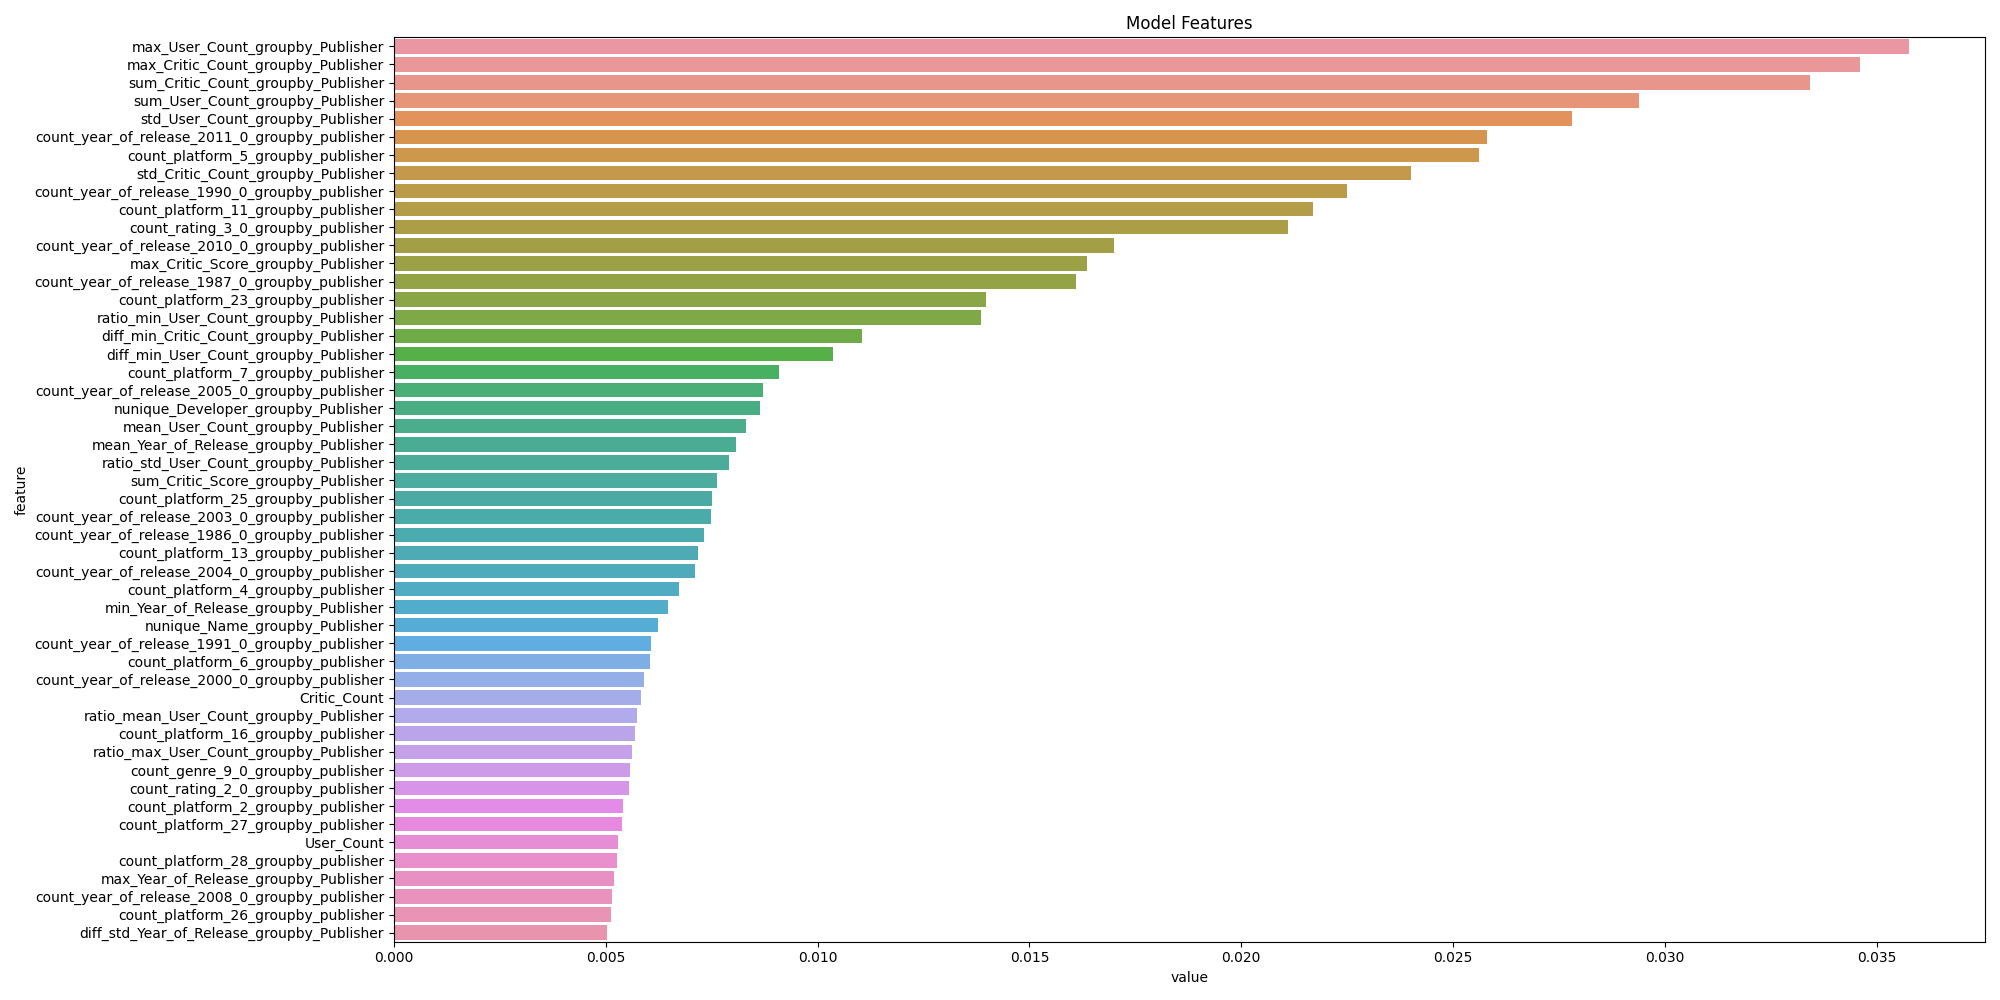 Model Features
max_User_Count_groupby_Publisher
max_Critic_Count_groupby_Publisher
sum_Critic_Count_groupby_Publisher
sum_User_Count_groupby_Publisher
std_User_Count_groupby_Publisher
count_year_of_release_2011_0_groupby_publisher
count_platform_5_groupby_publisher
std_Critic_Count_groupby_Publisher
count_year_of_release_1990_0_groupby_publisher
count_platform_11_groupby_publisher
count_rating_3_0_groupby_publisher
count_year_of_release_2010_0_groupby_publisher
max_Critic_Score_groupby_Publisher
count_year_of_release_1987_0_groupby_publisher
count_platform_23_groupby_publisher
ratio_min_User_Count_groupby_Publisher
diff_min_Critic_Count_groupby_Publisher
diff_min_User_Count_groupby_Publisher
count_platform_7_groupby_publisher
count_year_of_release_2005_0_groupby_publisher
nunique_Developer_groupby_Publisher
mean_User_Count_groupby_Publisher
mean_Year_of_Release_groupby_Publisher
ratio_std_User_Count_groupby_Publisher
sum_Critic_Score_groupby_Publisher
count_platform_25_groupby_publisher
count_year_of_release_2003_0_groupby_publisher
count_year_of_release_1986_0_groupby_publisher
count_platform_13_groupby_publisher
count_year_of_release_2004_0_groupby_publisher
count_platform_4_groupby_publisher
min_Year_of_Release_groupby_Publisher
nunique_Name_groupby_Publisher
count_year_of_release_1991_0_groupby_publisher
count_platform_6_groupby_publisher
count_year_of_release_2000_0_groupby_publisher
Critic_Count
ratio_mean_User_Count_groupby_Publisher
count_platform_16_groupby_publisher
ratio_max_User_Count_groupby_Publisher
count_genre_9_0_groupby_publisher
count_rating_2_0_groupby_publisher
count_platform_2_groupby_publisher
count_platform_27_groupby_publisher
User_Count
count_platform_28_groupby_publisher
max_Year_of_Release_groupby_Publisher
count_year_of_release_2008_0_groupby_publisher
count_platform_26_groupby_publisher
diff_std_Year_of_Release_groupby_Publisher
feature
0.000 0.005 0.010 0.015 0.020 0.025 0.030 0.035
value